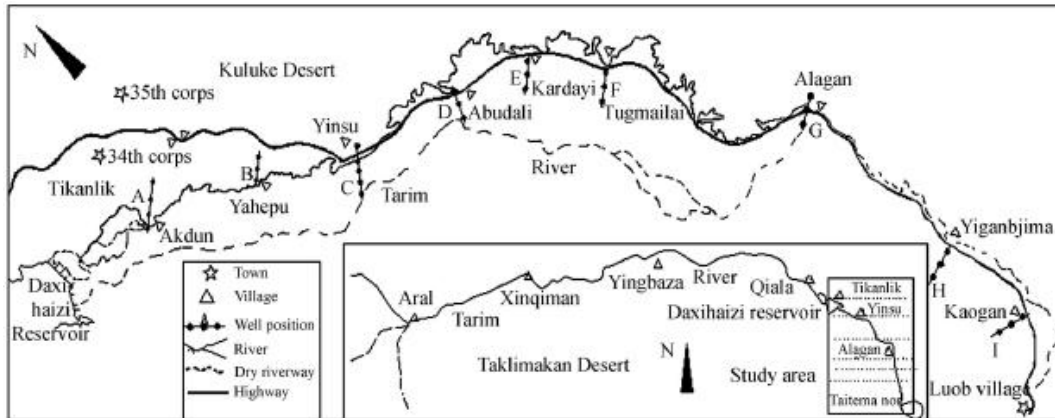 N
Kuluke Desert
35th corps
34th corps
Tikanlik
A
Akdun
Daxi
haizi
Reservoir
B
Yahepu
Yinsu
C
Tarim
D
Abudali
E
Kardayi
F
Tugmailai
River
Alagan
G
Yiganbjima
H
Kaogan
I
Luob village
Town
Village
Well position
River
Dry riverway
Highway
Aral
Tarim
Xinqiman
Yingbaza
River
Qiala
Daxihaizi reservoir
Taklimakan Desert
N
Study area
Tikanlik
Yinsu
Alagan
Taitema nor